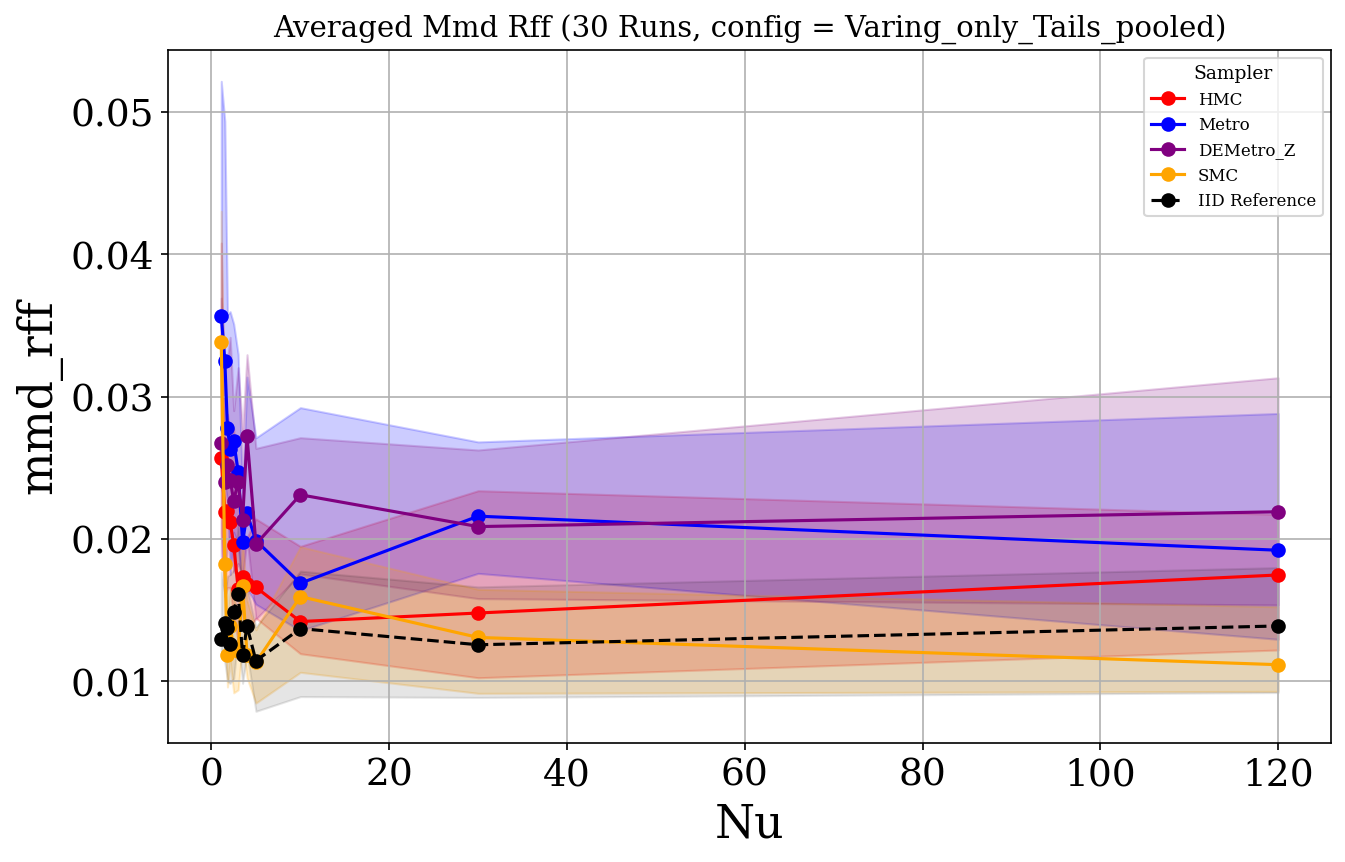 Averaged Mmd Rff (30 Runs, config = Varing_only_Tails_pooled)
Sampler
HMC
Metro
DEMetro_Z
SMC
IID Reference
mmd_rff
0.05
0.04
0.03
0.02
0.01
0 20 40 60 80 100 120
Nu